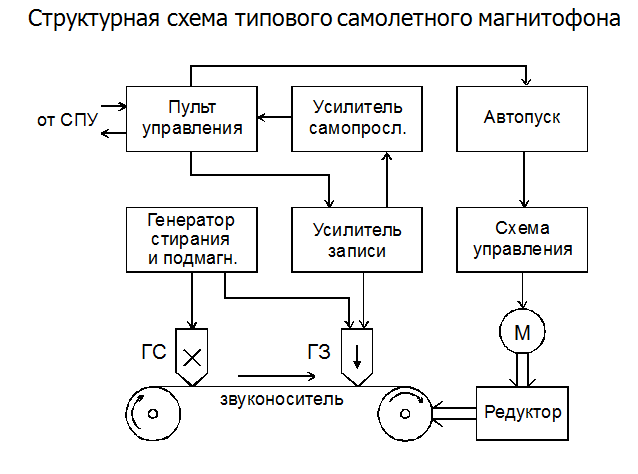 Структурная схема типового самолетного магнитофона
от СПУ
Пульт
управления
Усилитель
самопросл.
Автопуск
Генератор
стирания
и подмагн.
Усилитель
записи
Схема
управления
ГС
ГЗ
М
звуконоситель
Редуктор